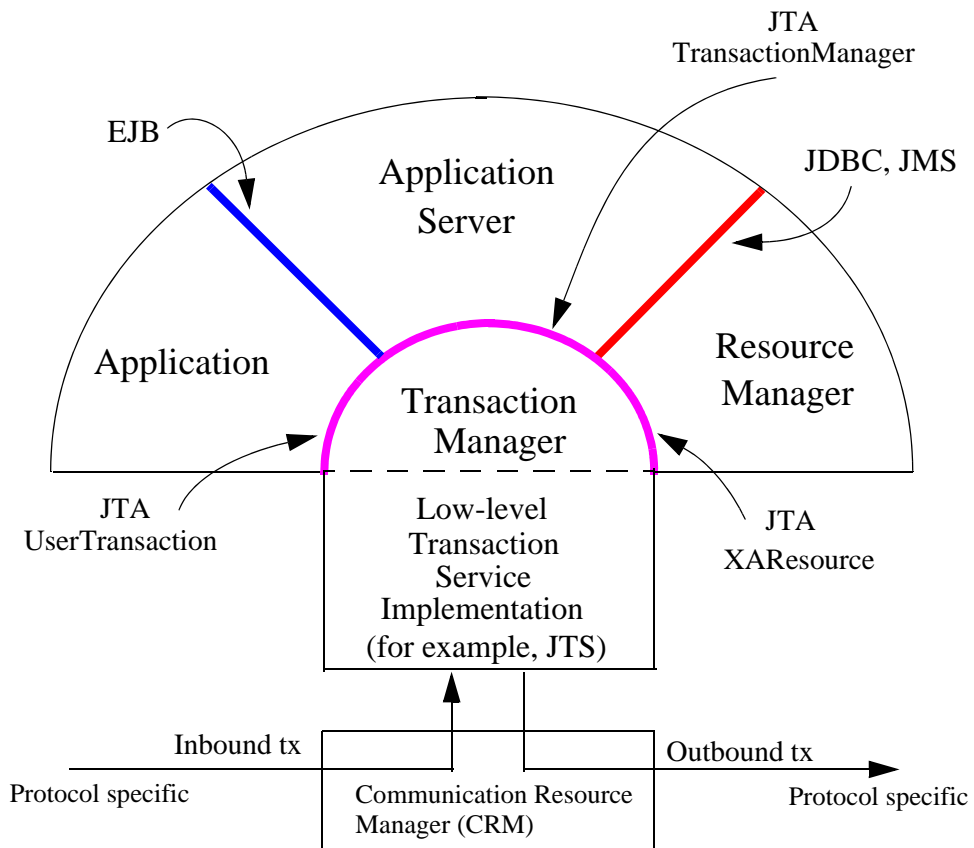 JTA
TransactionManager
EJB
JDBC, JMS
Application
Server
Application
Resource
Manager
Transaction
Manager
JTA
UserTransaction
Low-level
Transaction
Service
Implementation
(for example, JTS)
JTA
XAResource
Inbound tx
Outbound tx
Protocol specific
Communication Resource
Manager (CRM)
Protocol specific